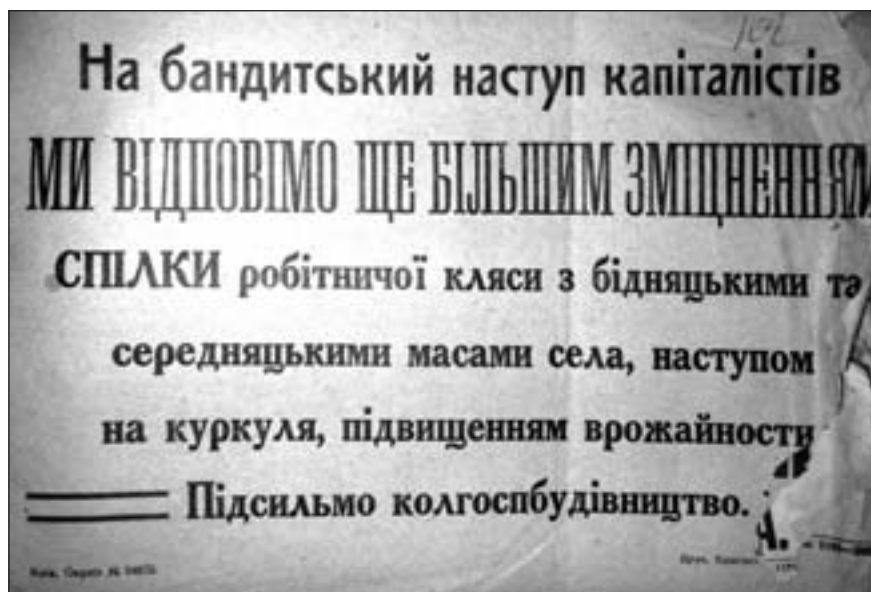 На бандитський наступ капіталістів
МИ ВІДПОВІМО ЩЕ БІЛЬШИМ ЗМІЦНЕННЯМ
СПІЛКИ робітничої кляси з бідняцькими та
середняцькими масами села, наступом
на куркуля, підвищенням врожайности
Підсильмо колгоспбудівництво.